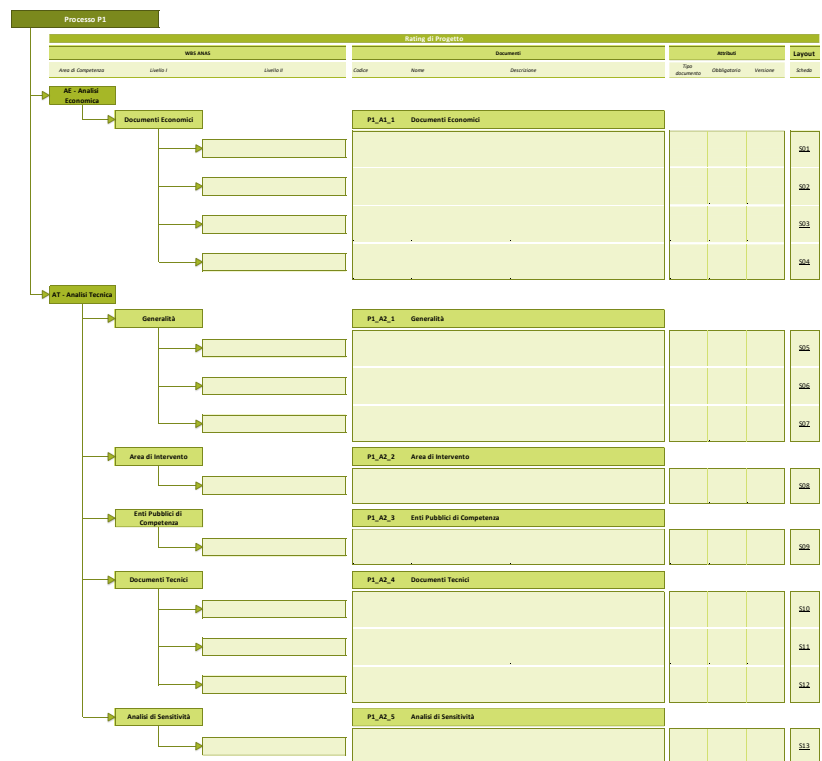 Processo P1
Rating di Progetto
WBS ANAS Documenti Attributi Layout
Area di Competenza Livello I Livello II Codice Nome Descrizione Tipo documento Obbligatorio Versione Scheda
AE - Analisi
Economica
Documenti Economici P1_A1_1 Documenti Economici
S01
S02
S03
S04
AT - Analisi Tecnica
Generalità P1_A2_1 Generalità
S05
S06
S07
Area di Intervento P1_A2_2 Area di Intervento
S08
Enti Pubblici di
Competenza P1_A2_3 Enti Pubblici di Competenza
S09
Documenti Tecnici P1_A2_4 Documenti Tecnici
S10
S11
S12
Analisi di Sensitività P1_A2_5 Analisi di Sensitività
S13